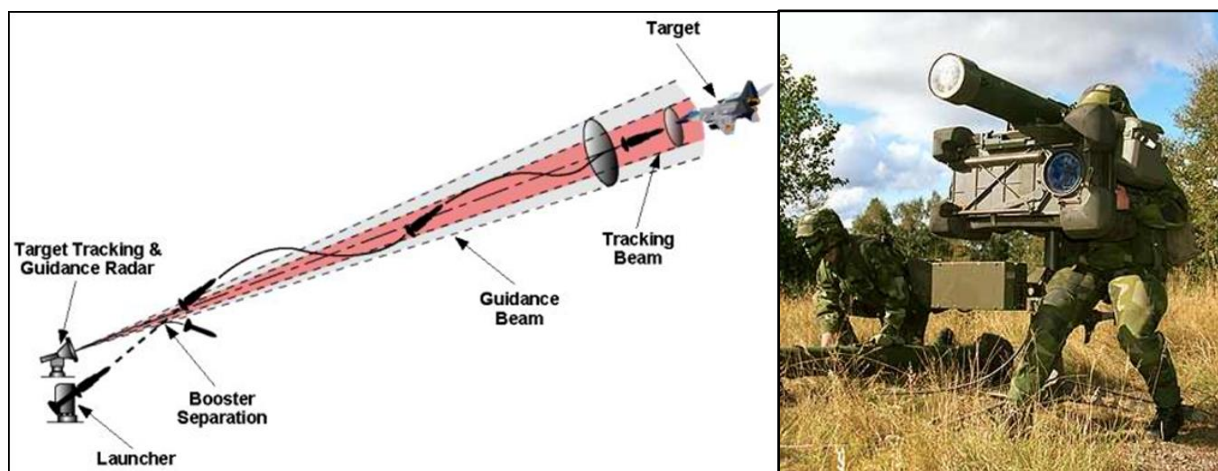 Target
Target Tracking &
Guidance Radar
Tracking
Beam
Guidance
Beam
Booster
Separation
Launcher